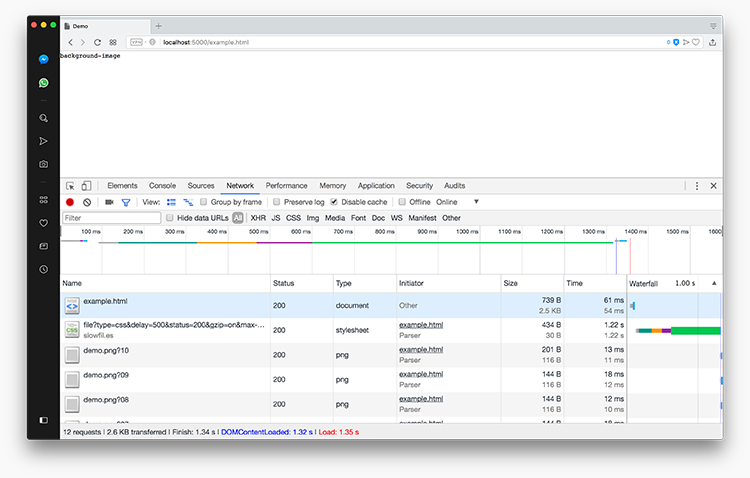 Demo
VPN localhost:5000/example.html 0
background-image
Elements Console Sources Network Performance Memory Application Security Audits
View: Group by frame Preserve log Disable cache Offline Online
Filter Hide data URLs All XHR JS CSS Img Media Font Doc WS Manifest Other
100 ms 200 ms 300 ms 400 ms 500 ms 600 ms 700 ms 800 ms 900 ms 1000 ms 1100 ms 1200 ms 1300 ms 1400 ms 1500 ms 1600
Name Status Type Initiator Size Time Waterfall 1.00 s
example.html 200 document Other 739 B 61 ms
2.5 KB 54 ms
file?type=css&delay=500&status=200&gzip=on&max-... 200 stylesheet example.html 434 B 1.22 s
slowfil.es Parser 30 B 1.22 s
demo.png?10 200 png example.html 201 B 13 ms
Parser 116 B 11 ms
demo.png?09 200 png example.html 144 B 18 ms
Parser 116 B 12 ms
demo.png?08 200 png example.html 144 B 12 ms
Parser 116 B 10 ms
12 requests | 2.6 KB transferred | Finish: 1.34 s | DOMContentLoaded: 1.32 s | Load: 1.35 s